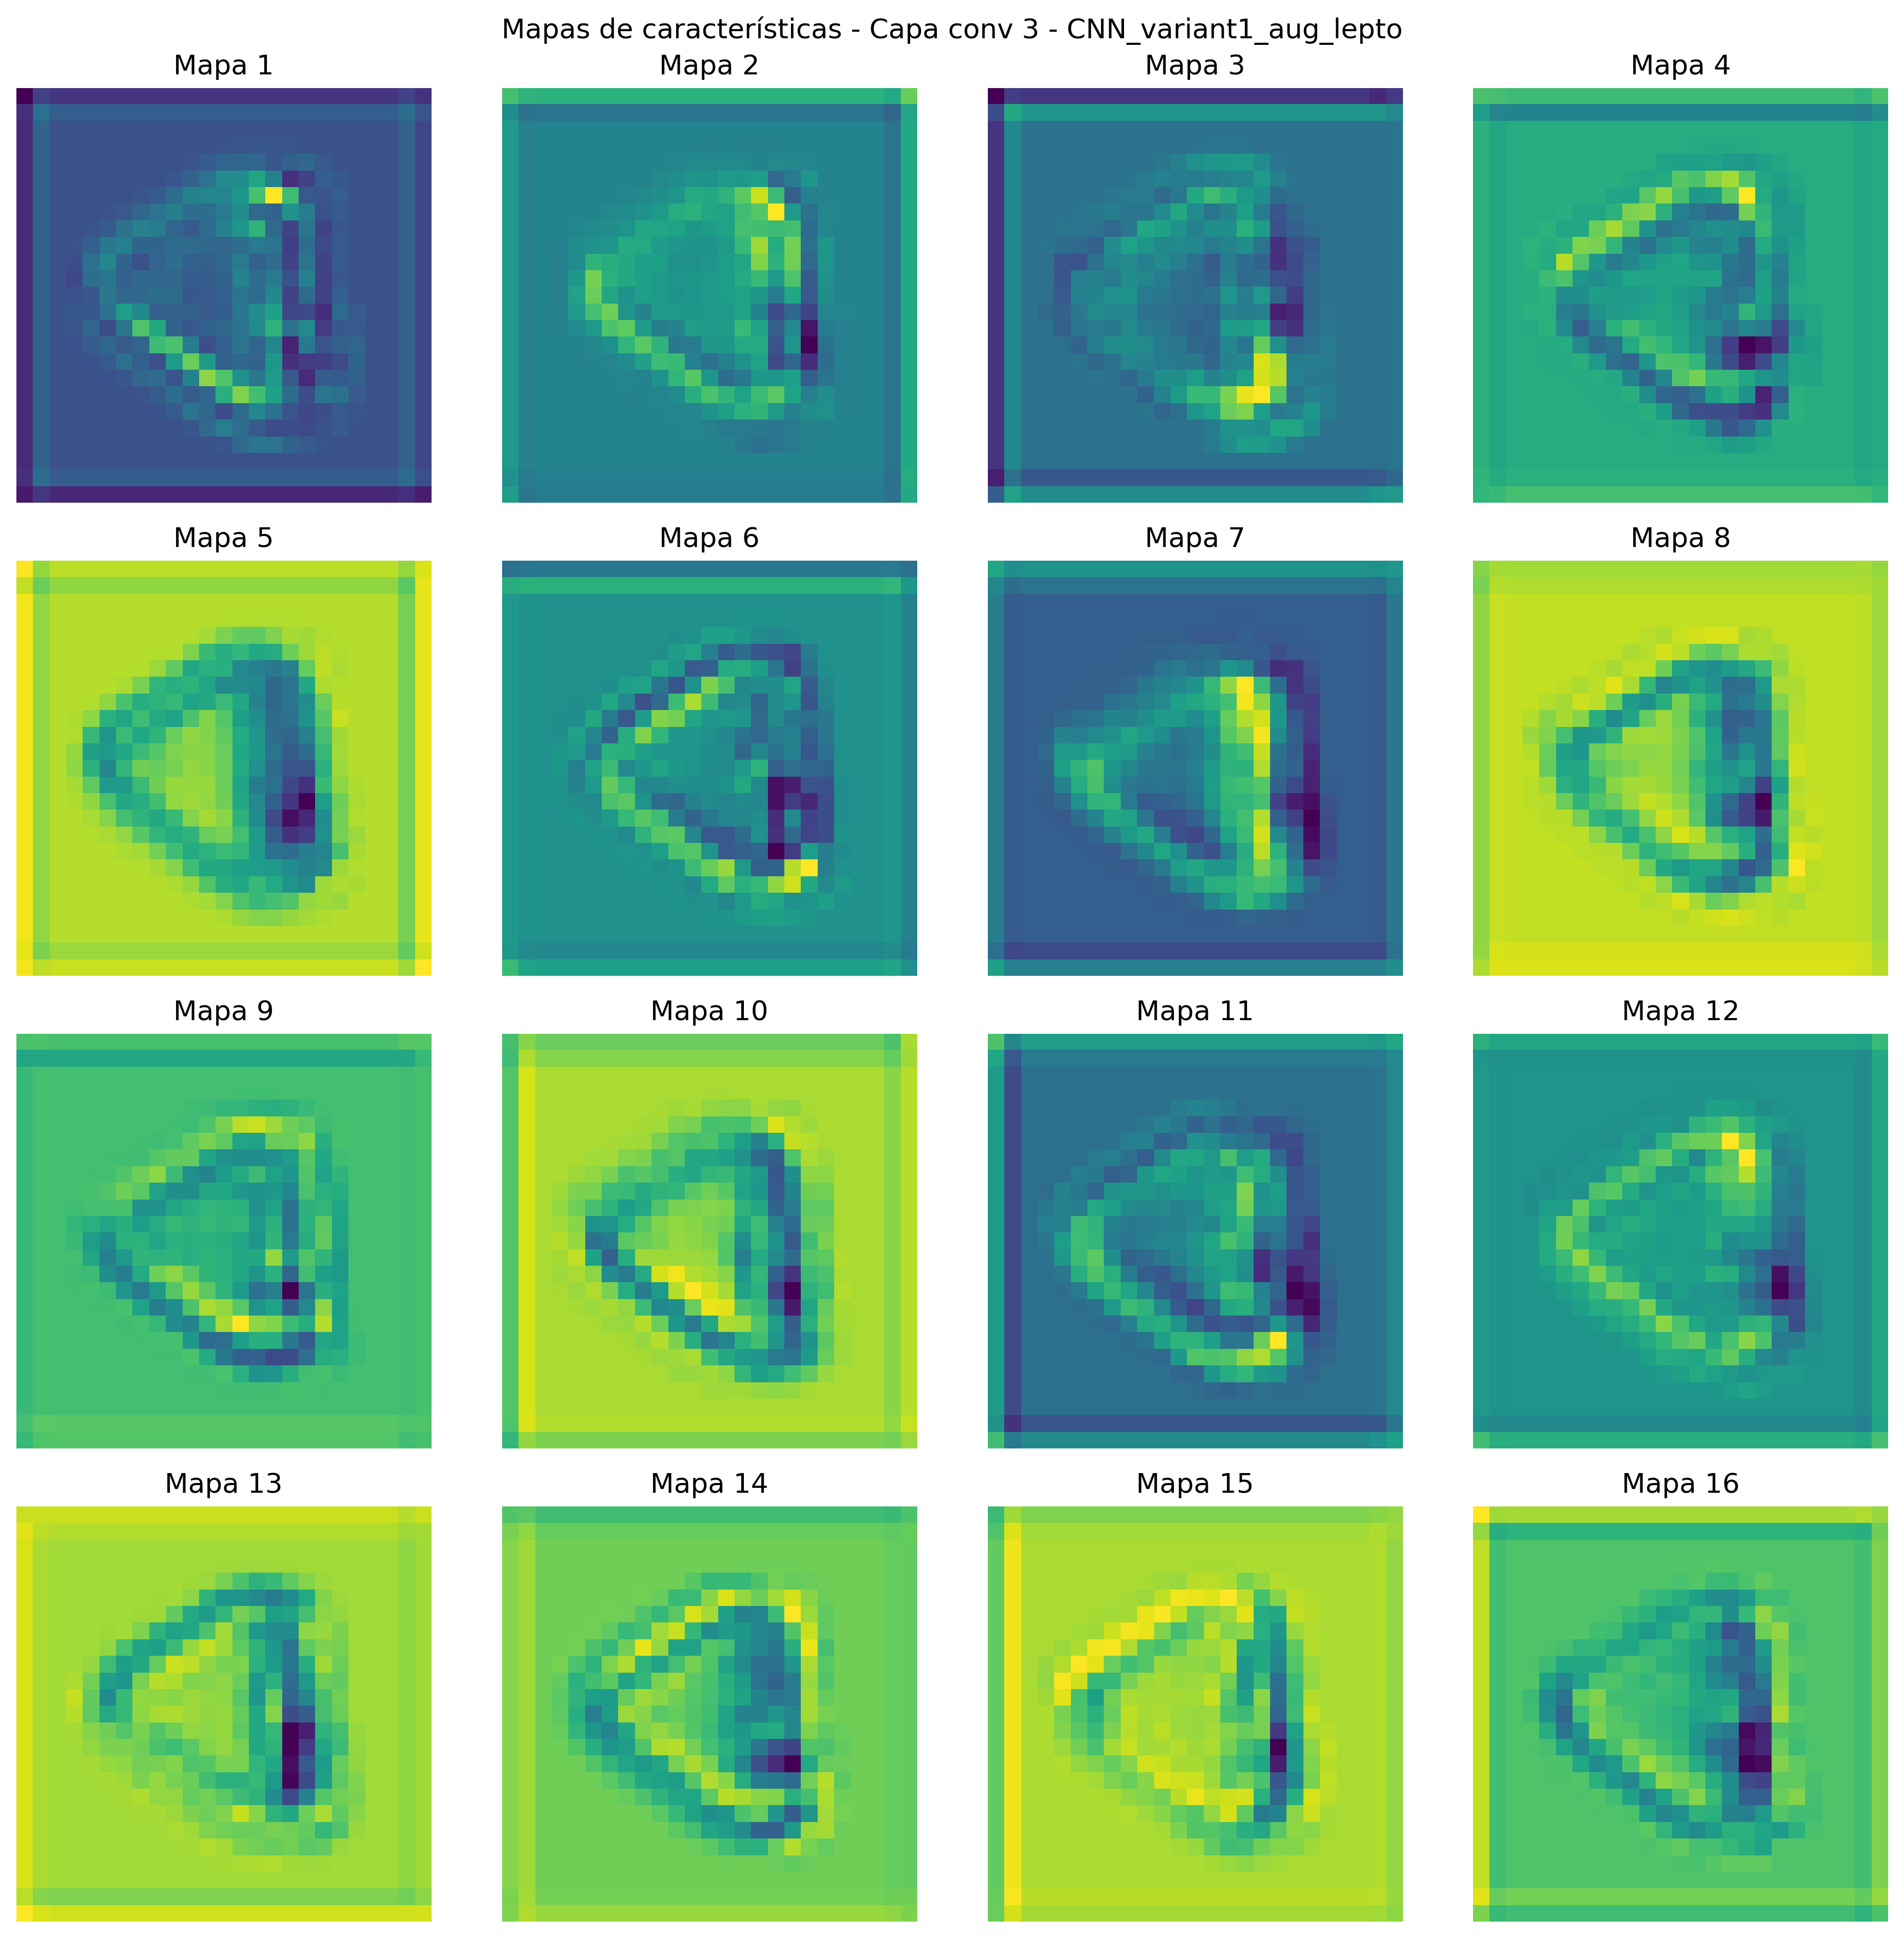 Mapas de características - Capa conv 3 - CNN_variant1_aug_lepto
Mapa 1
Mapa 2
Mapa 3
Mapa 4
Mapa 5
Mapa 6
Mapa 7
Mapa 8
Mapa 9
Mapa 10
Mapa 11
Mapa 12
Mapa 13
Mapa 14
Mapa 15
Mapa 16